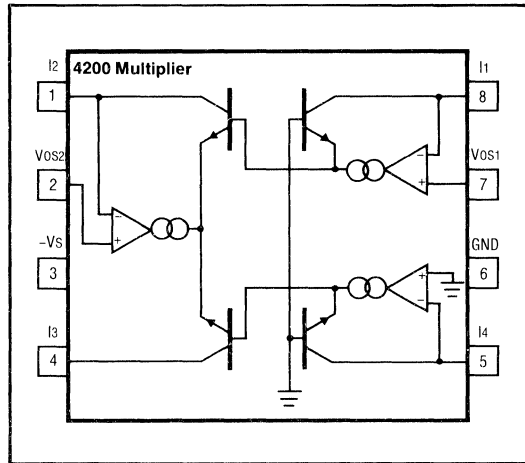 4200 Multiplier
I2
1
VOS2
2
-VS
3
I3
4
I1
8
VOS1
7
GND
6
I4
5
-
+
-
+
+
-